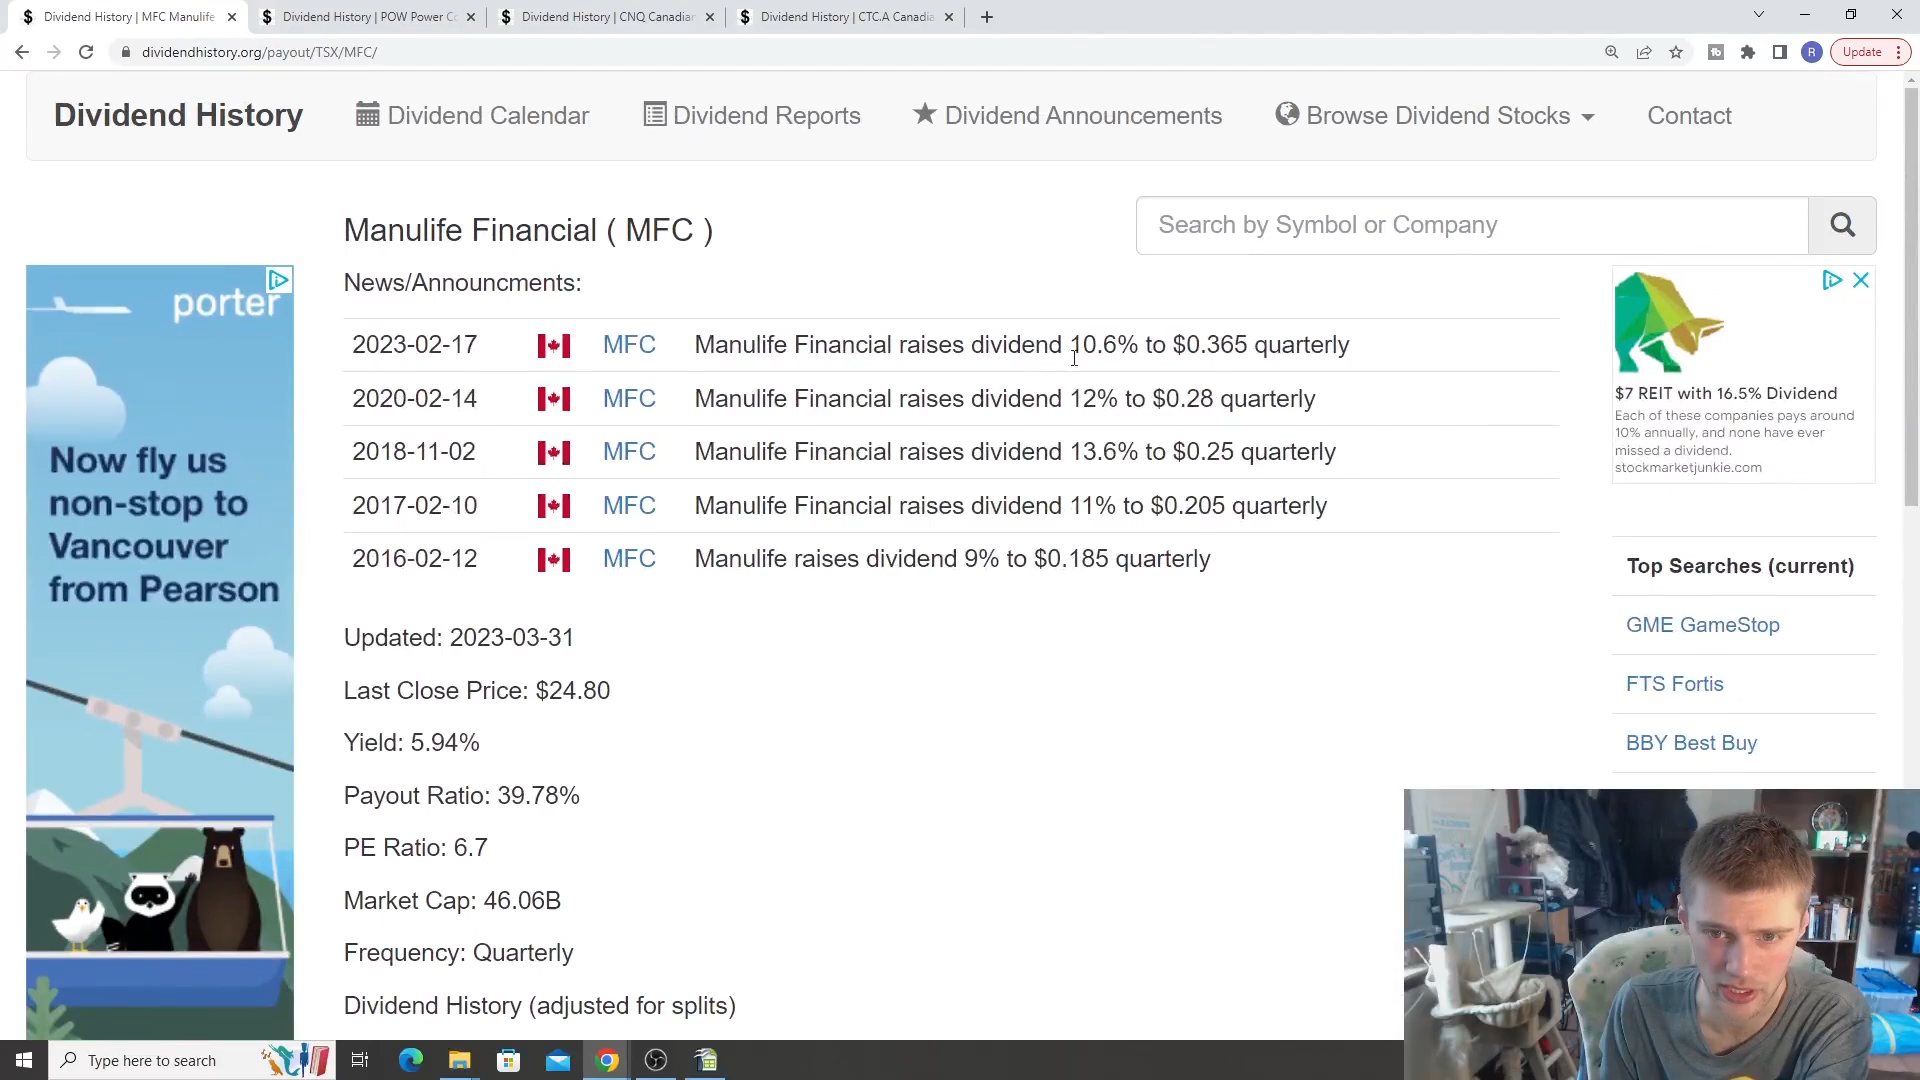 Dividend History | MFC Manulife
Dividend History | POW Power Co
Dividend History | CNQ Canadian
Dividend History | CTC.A Canadia
dividendhistory.org/payout/TSX/MFC/
R
Update
Dividend History
Dividend Calendar
Dividend Reports
Dividend Announcements
Browse Dividend Stocks
Contact
Manulife Financial ( MFC )
Search by Symbol or Company
News/Announcments:
2023-02-17 MFC Manulife Financial raises dividend 10.6% to $0.365 quarterly
2020-02-14 MFC Manulife Financial raises dividend 12% to $0.28 quarterly
2018-11-02 MFC Manulife Financial raises dividend 13.6% to $0.25 quarterly
2017-02-10 MFC Manulife Financial raises dividend 11% to $0.205 quarterly
2016-02-12 MFC Manulife raises dividend 9% to $0.185 quarterly
Updated: 2023-03-31
Last Close Price: $24.80
Yield: 5.94%
Payout Ratio: 39.78%
PE Ratio: 6.7
Market Cap: 46.06B
Frequency: Quarterly
Dividend History (adjusted for splits)
porter
Now fly us
non-stop to
Vancouver
from Pearson
$7 REIT with 16.5% Dividend
Each of these companies pays around
10% annually, and none have ever
missed a dividend.
stockmarketjunkie.com
Top Searches (current)
GME GameStop
FTS Fortis
BBY Best Buy
Type here to search